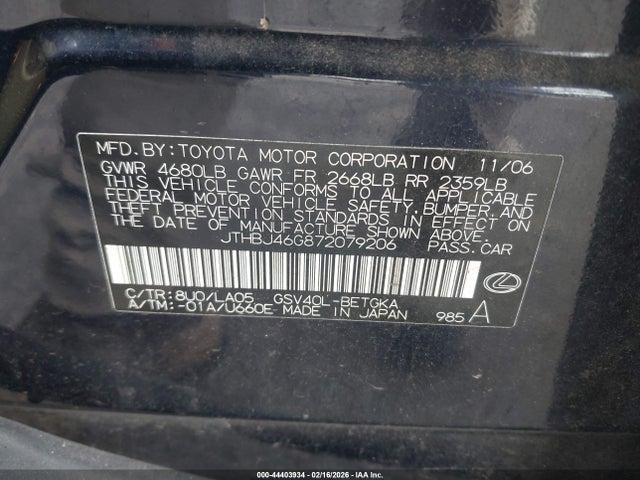 MFD.BY:TOYOTA MOTOR CORPORATION 11/06
GVWR 4680LB GAWR FR 2668LB RR 2359LB
THIS VEHICLE CONFORMS TO ALL APPLICABLE
FEDERAL MOTOR VEHICLE SAFETY,BUMPER,AND
THEFT PREVENTION STANDARDS IN EFFECT ON
THE DATE OF MANUFACTURE SHOWN ABOVE.
JTHBJ46G872079206 PASS.CAR
C/TR:8U0/LA05 GSV40L-BETGKA
A/TM:-01A/U660E MADE IN JAPAN 985 A
000-44403934 - 02/16/2026 - IAA Inc.